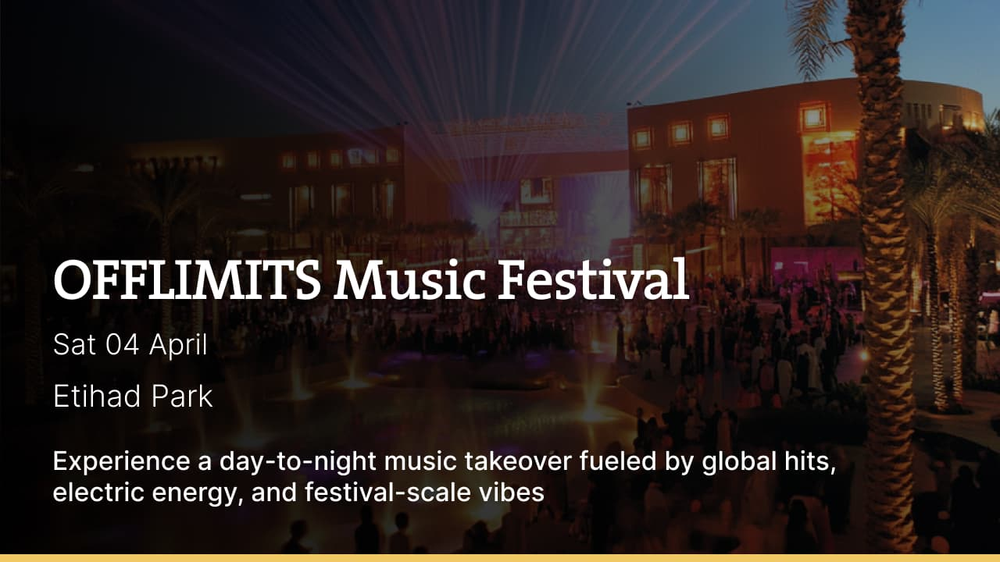 OFFLIMITS Music Festival
Sat 04 April
Etihad Park
Experience a day-to-night music takeover fueled by global hits,
electric energy, and festival-scale vibes